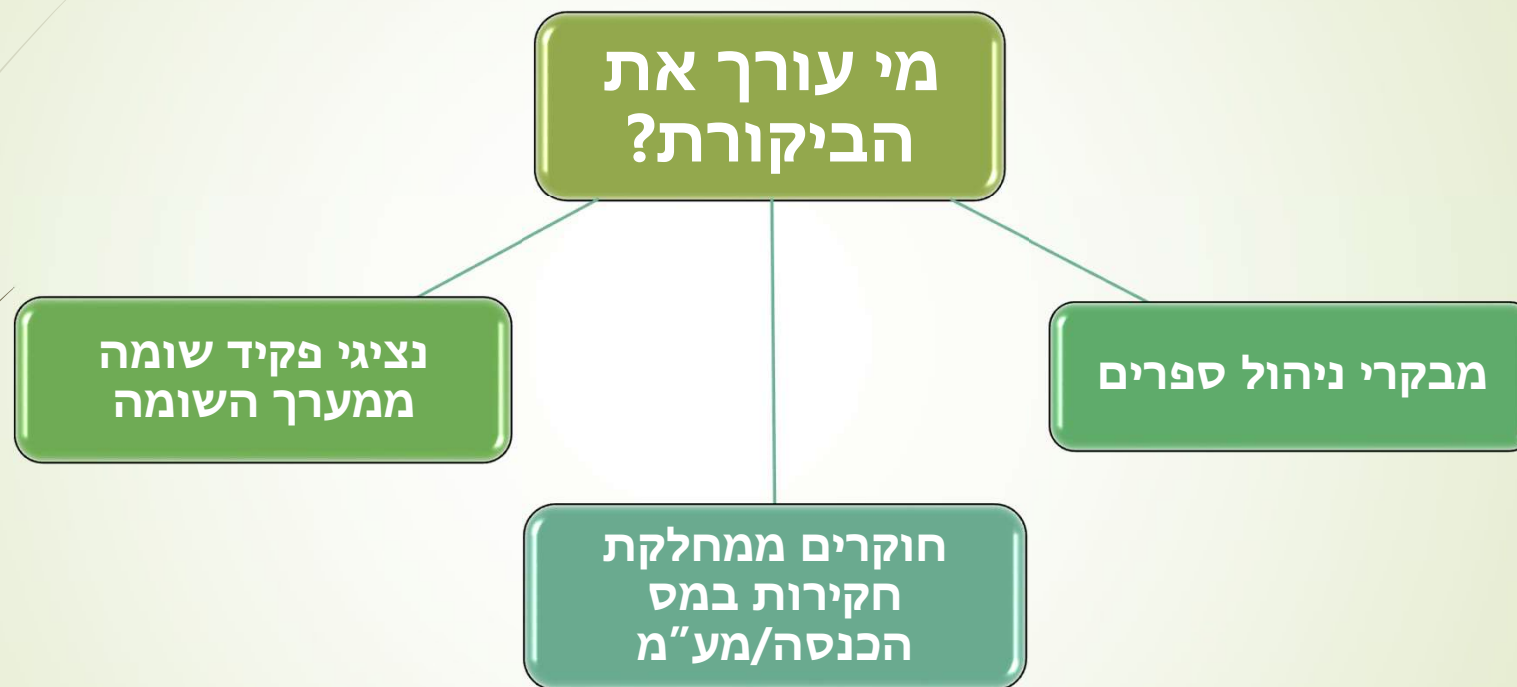 מי עורך את
הביקורת?
מבקרי ניהול ספרים
נציגי פקיד שומה
ממערך השומה
חוקרים ממחלקת
חקירות במס
הכנסה/מע"מ